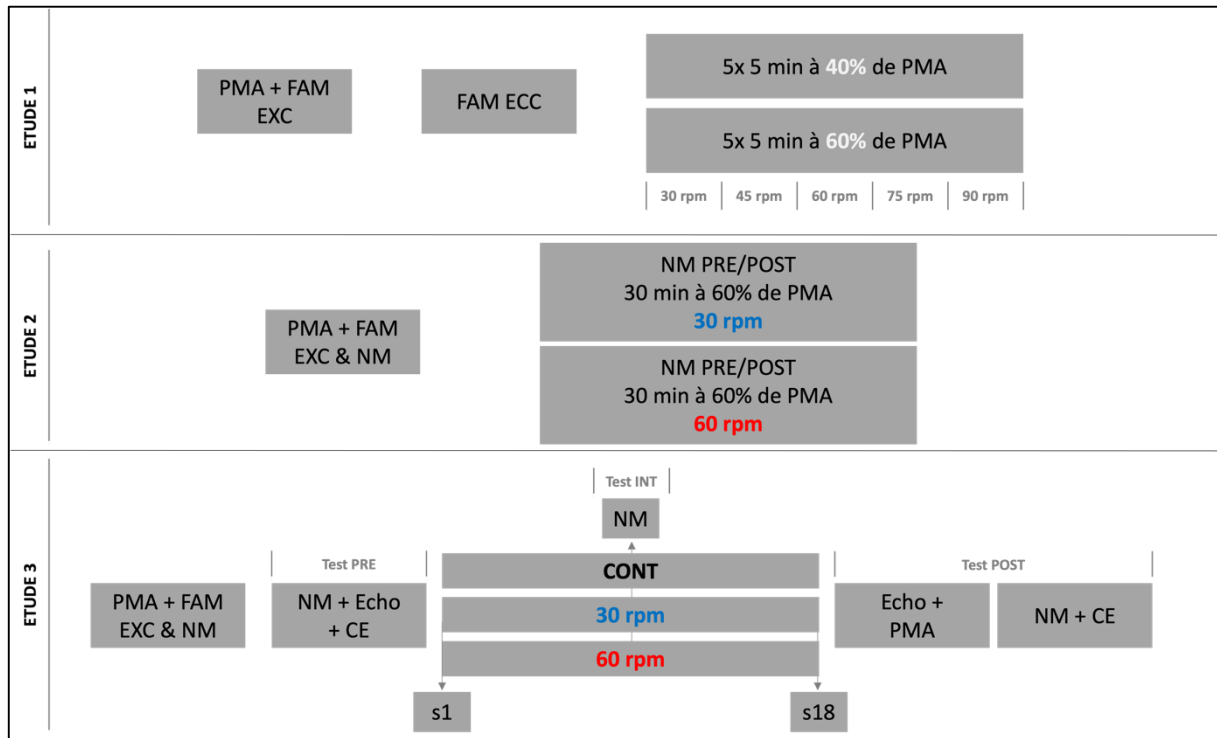 ETUDE 1
PMA + FAM
EXC
FAM ECC
5x 5 min à 40% de PMA
5x 5 min à 60% de PMA
30 rpm
45 rpm
60 rpm
75 rpm
90 rpm
ETUDE 2
PMA + FAM
EXC & NM
NM PRE/POST
30 min à 60% de PMA
30 rpm
NM PRE/POST
30 min à 60% de PMA
60 rpm
ETUDE 3
PMA + FAM
EXC & NM
Test PRE
NM + Echo
+ CE
Test INT
NM
CONT
30 rpm
60 rpm
s1
s18
Test POST
Echo +
PMA
NM + CE